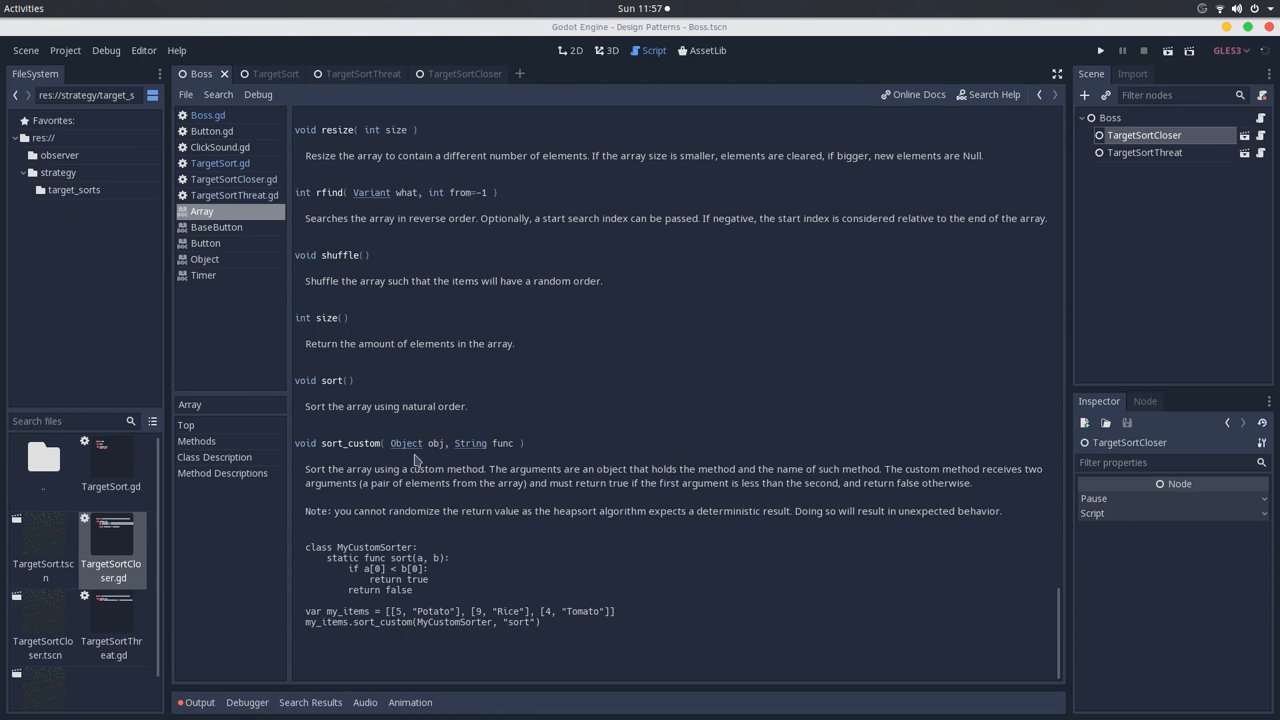 Activities
Sun 11:57
Godot Engine - Design Patterns - Boss.tscn
Scene Project Debug Editor Help
2D 3D Script AssetLib
GLES3
FileSystem
Boss TargetSort TargetSortThreat TargetSortCloser
Scene Import
res://strategy/target_s
File Search Debug
Online Docs Search Help
Filter nodes
Favorites:
res://
observer
strategy
target_sorts
Boss.gd
Button.gd
ClickSound.gd
TargetSort.gd
TargetSortCloser.gd
TargetSortThreat.gd
Array
BaseButton
Button
Object
Timer
Array
Top
Methods
Class Description
Method Descriptions
void resize( int size )
Resize the array to contain a different number of elements. If the array size is smaller, elements are cleared, if bigger, new elements are Null.
int rfind( Variant what, int from=-1 )
Searches the array in reverse order. Optionally, a start search index can be passed. If negative, the start index is considered relative to the end of the array.
void shuffle()
Shuffle the array such that the items will have a random order.
int size()
Return the amount of elements in the array.
void sort()
Sort the array using natural order.
void sort_custom( Object obj, String func )
Sort the array using a custom method. The arguments are an object that holds the method and the name of such method. The custom method receives two
arguments (a pair of elements from the array) and must return true if the first argument is less than the second, and return false otherwise.
Note: you cannot randomize the return value as the heapsort algorithm expects a deterministic result. Doing so will result in unexpected behavior.
class MyCustomSorter:
static func sort(a, b):
if a[0] < b[0]:
return true
return false
var my_items = [[5, "Potato"], [9, "Rice"], [4, "Tomato"]]
my_items.sort_custom(MyCustomSorter, "sort")
Boss
TargetSortCloser
TargetSortThreat
Inspector Node
TargetSortCloser
Filter properties
Node
Pause
Script
Search files
..
TargetSort.gd
TargetSort.tsc
n
TargetSortClo
ser.gd
TargetSortClo
ser.tscn
TargetSortThr
eat.gd
Output Debugger Search Results Audio Animation